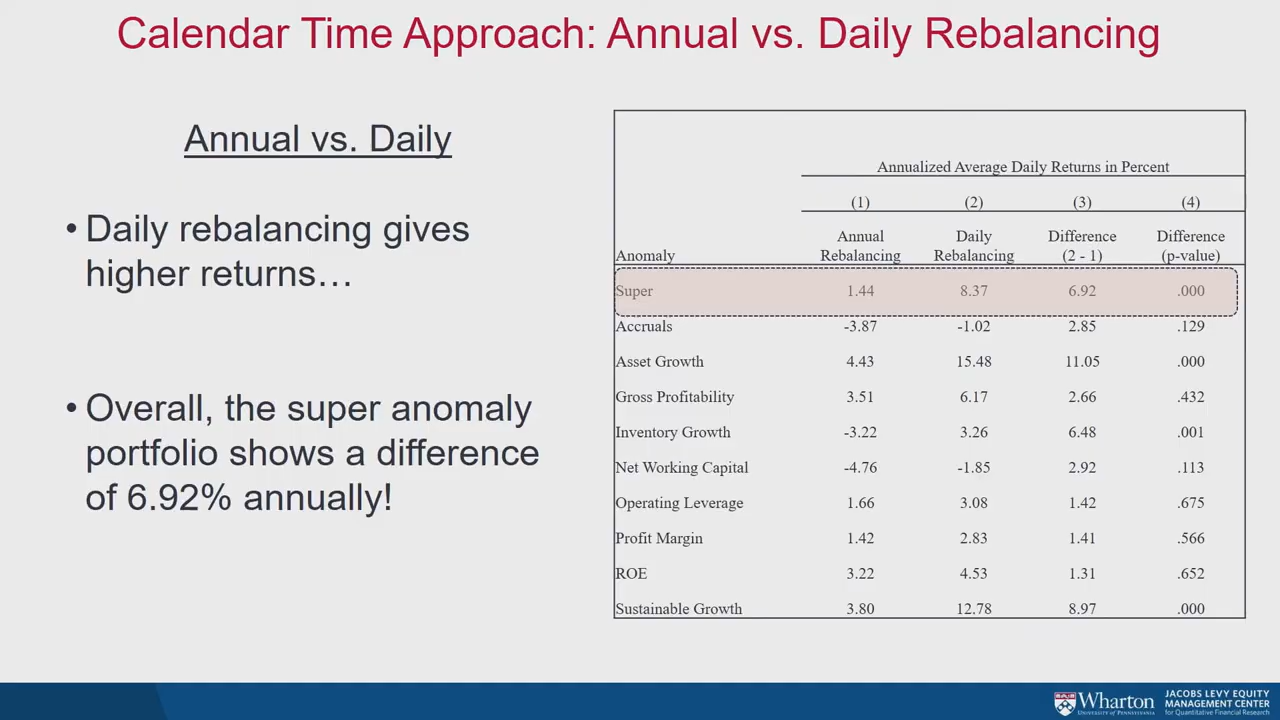 Calendar Time Approach: Annual vs. Daily Rebalancing
Annual vs. Daily
• Daily rebalancing gives
higher returns…
• Overall, the super anomaly
portfolio shows a difference
of 6.92% annually!
Annualized Average Daily Returns in Percent
(1) (2) (3) (4)
Annual Daily Difference Difference
Anomaly Rebalancing Rebalancing (2 - 1) (p-value)
Super 1.44 8.37 6.92 .000
Accruals -3.87 -1.02 2.85 .129
Asset Growth 4.43 15.48 11.05 .000
Gross Profitability 3.51 6.17 2.66 .432
Inventory Growth -3.22 3.26 6.48 .001
Net Working Capital -4.76 -1.85 2.92 .113
Operating Leverage 1.66 3.08 1.42 .675
Profit Margin 1.42 2.83 1.41 .566
ROE 3.22 4.53 1.31 .652
Sustainable Growth 3.80 12.78 8.97 .000
Wharton
UNIVERSITY of PENNSYLVANIA
JACOBS LEVY EQUITY
MANAGEMENT CENTER
for Quantitative Financial Research